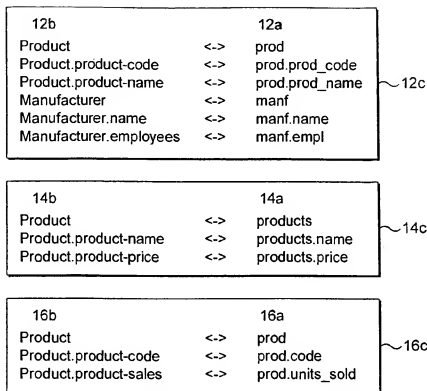 12b 12a
Product <-> prod
Product.product-code <-> prod.prod_code
Product.product-name <-> prod.prod_name
Manufacturer <-> manf
Manufacturer.name <-> manf.name
Manufacturer.employees <-> manf.empl
12c
14b 14a
Product <-> products
Product.product-name <-> products.name
Product.product-price <-> products.price
14c
16b 16a
Product <-> prod
Product.product-code <-> prod.code
Product.product-sales <-> prod.units_sold
16c